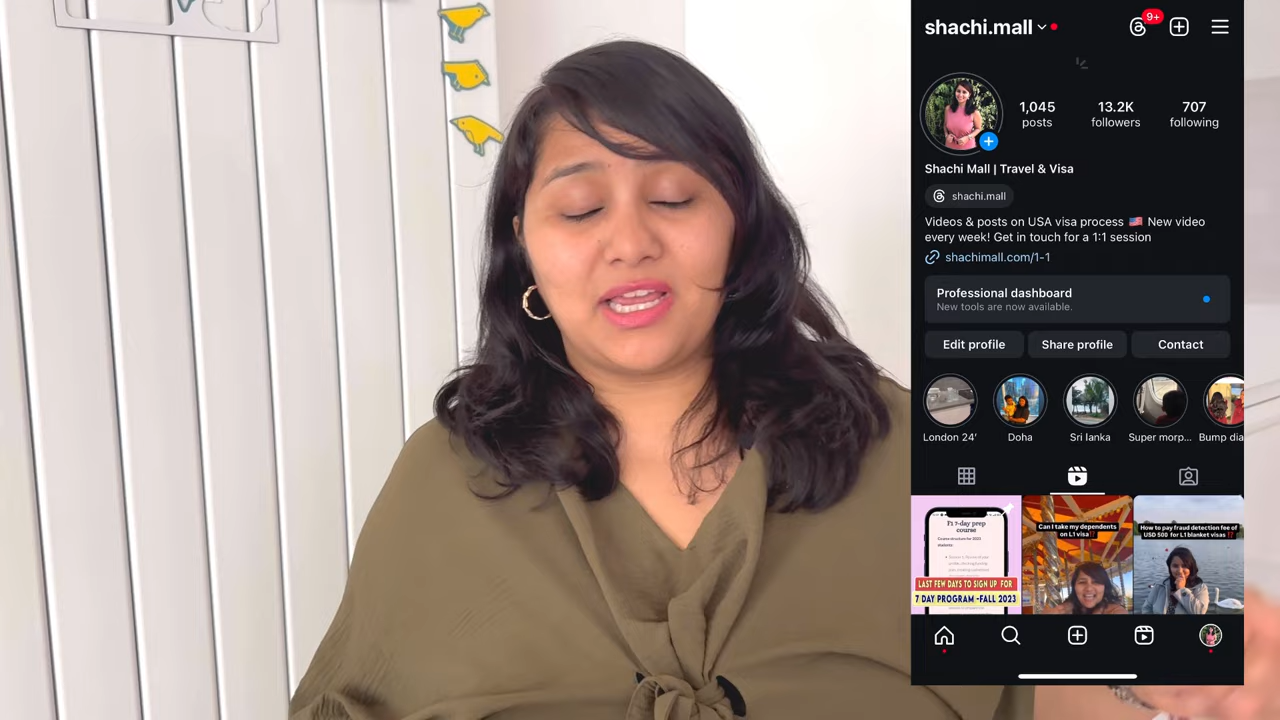 shachi.mall
9+
1,045
posts
13.2K
followers
707
following
Shachi Mall | Travel & Visa
shachi.mall
Videos & posts on USA visa process 🇺🇸 New video
every week! Get in touch for a 1:1 session
shachimall.com/1-1
Professional dashboard
New tools are now available.
Edit profile
Share profile
Contact
London 24'
Doha
Sri lanka
Super morp...
Bump dia
F1 7-day prep
course
LAST FEW DAYS TO SIGN UP FOR
7 DAY PROGRAM -FALL 2023
Can I take my dependents
on L1 visa⁉️
How to pay fraud detection fee of
USD 500 for L1 blanket visas ⁉️